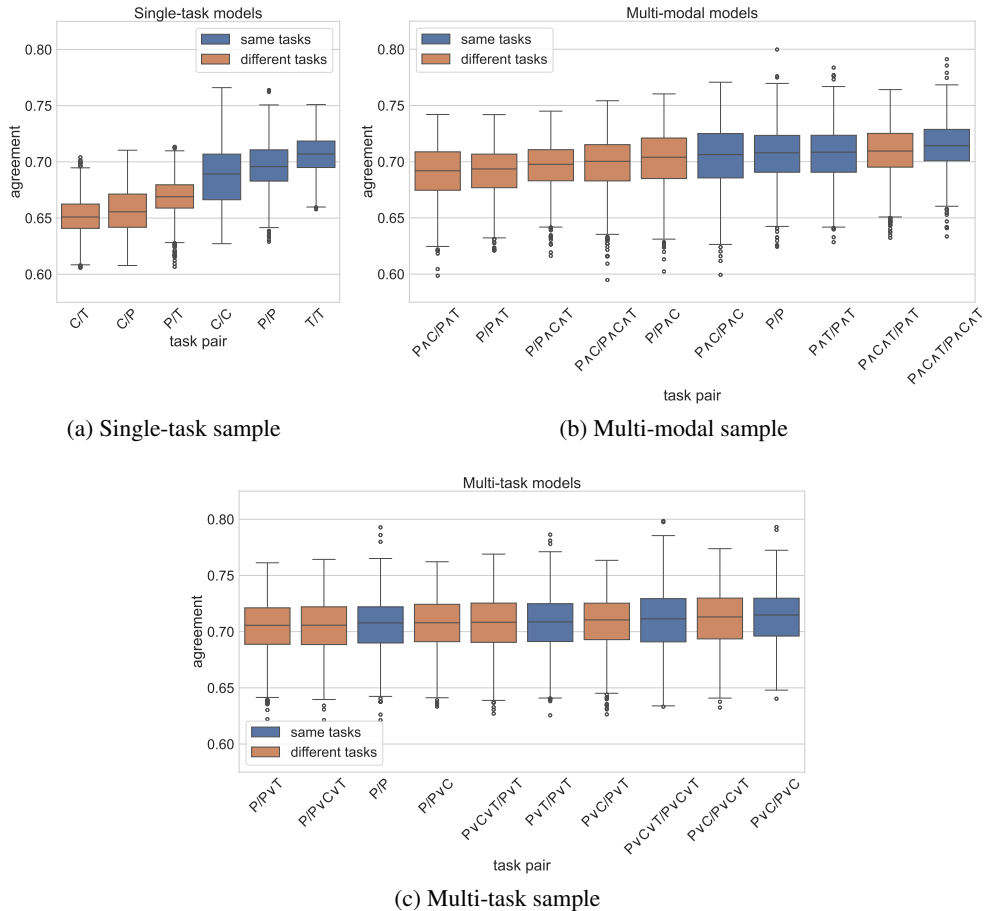 Single-task models
same tasks
different tasks
0.80
0.75
0.70
0.65
0.60
agreement
C/T
C/P
P/T
C/C
P/P
T/T
task pair
(a) Single-task sample
Multi-modal models
same tasks
different tasks
0.80
0.75
0.70
0.65
0.60
agreement
P∧C/P∧T
P/P∧T
P/P∧C∧T
P∧C/P∧C∧T
P/P∧C
P∧C/P∧C
P/P
P∧T/P∧T
P∧C∧T/P∧T
P∧C∧T/P∧C∧T
task pair
(b) Multi-modal sample
Multi-task models
0.80
0.75
0.70
0.65
0.60
agreement
same tasks
different tasks
P/P∨T
P/P∨C∨T
P/P
P/P∨C
P∨C∨T/P∨T
P∨T/P∨T
P∨C/P∨T
P∨C∨T/P∨C∨T
P∨C/P∨C∨T
P∨C/P∨C
task pair
(c) Multi-task sample